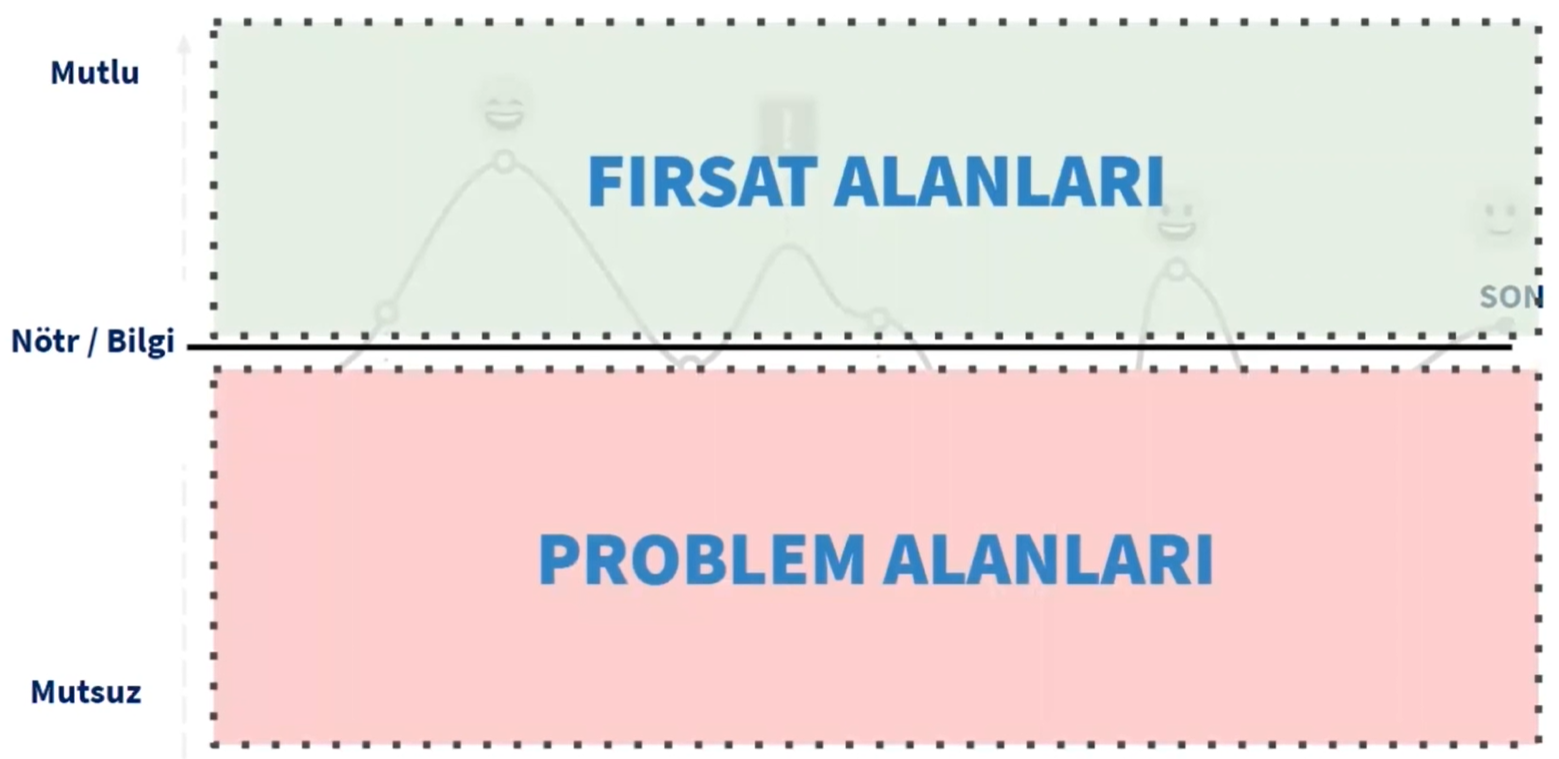 Mutlu
FIRSAT ALANLARI
SON
Nötr / Bilgi
PROBLEM ALANLARI
Mutsuz